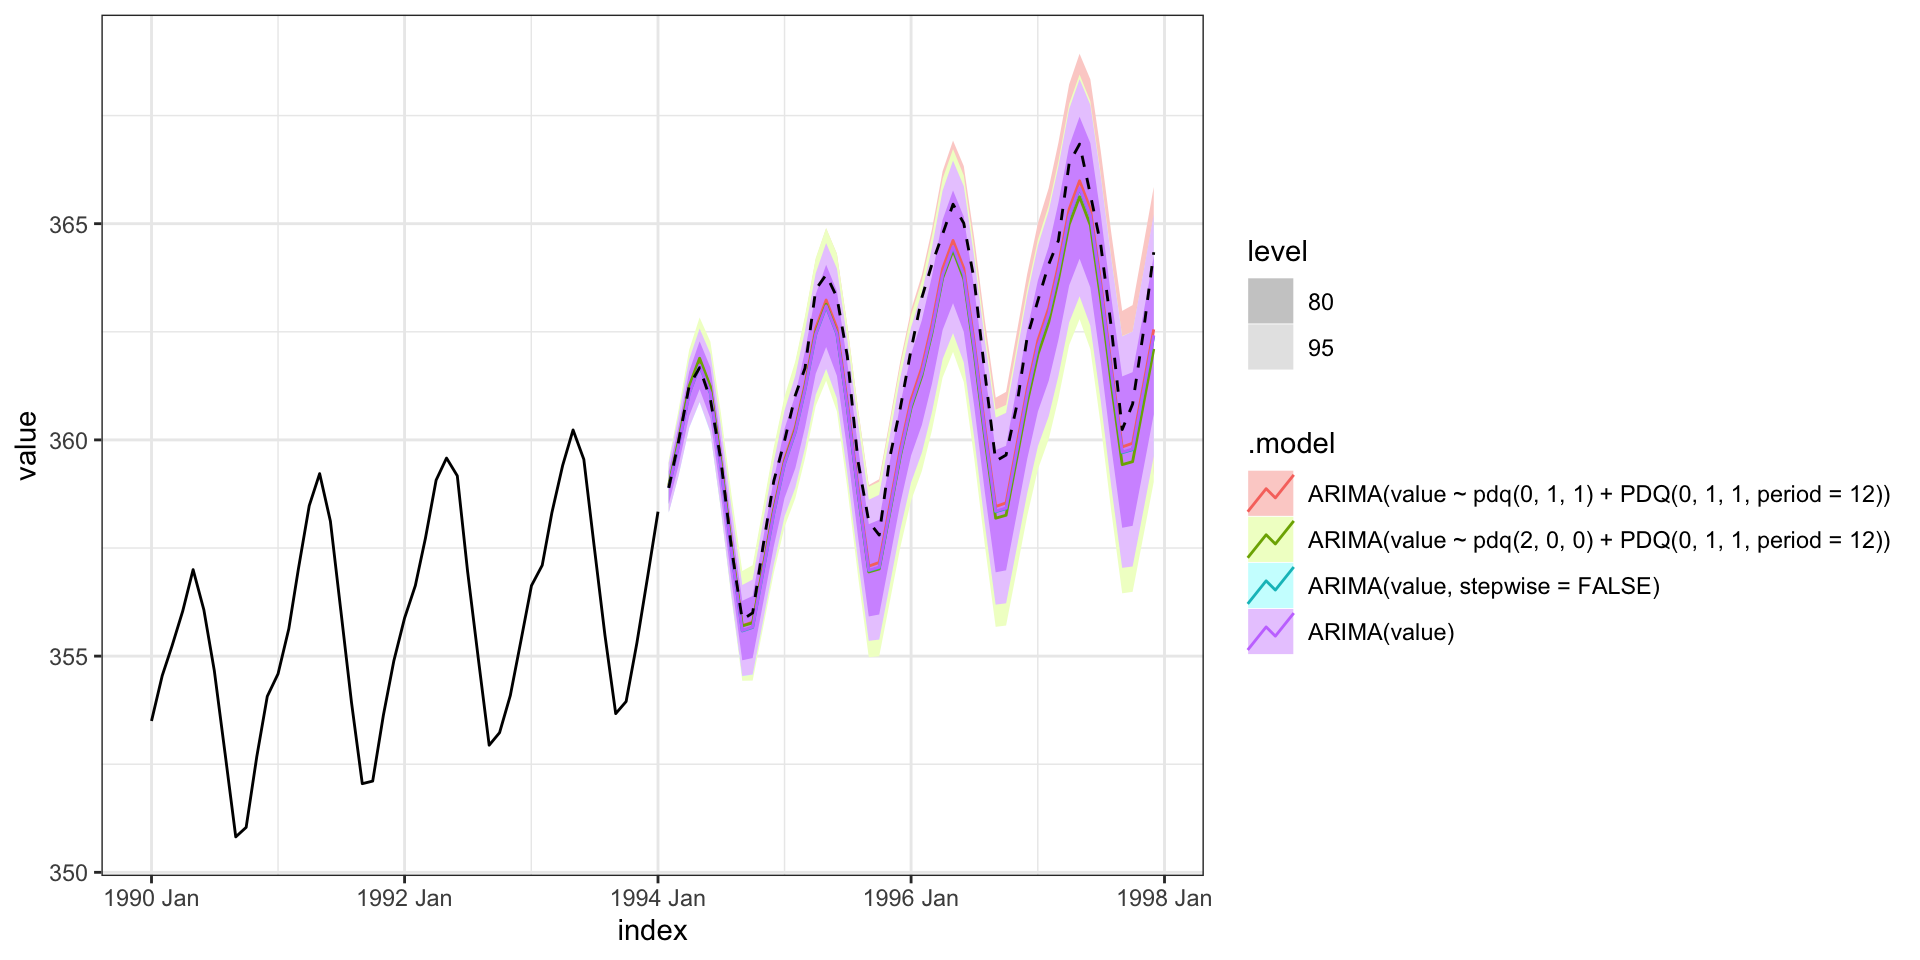 value
365
360
355
350
1990 Jan
1992 Jan
1994 Jan
1996 Jan
1998 Jan
index
level
80
95
.model
ARIMA(value ~ pdq(0, 1, 1) + PDQ(0, 1, 1, period = 12))
ARIMA(value ~ pdq(2, 0, 0) + PDQ(0, 1, 1, period = 12))
ARIMA(value, stepwise = FALSE)
ARIMA(value)